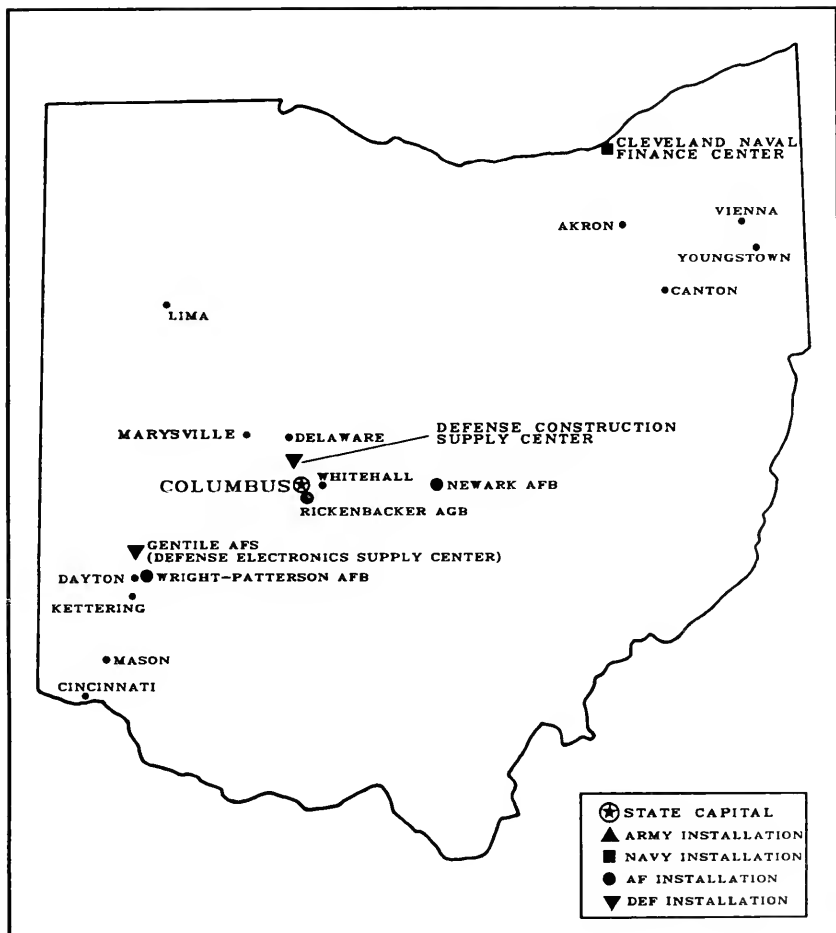 CLEVELAND NAVAL
FINANCE CENTER
VIENNA
AKRON
YOUNGSTOWN
CANTON
LIMA
MARYSVILLE
DELAWARE
DEFENSE CONSTRUCTION
SUPPLY CENTER
WHITEHALL
COLUMBUS
NEWARK AFB
RICKENBACKER AGB
GENTILE AFS
(DEFENSE ELECTRONICS SUPPLY CENTER)
DAYTON
WRIGHT-PATTERSON AFB
KETTERING
MASON
CINCINNATI
STATE CAPITAL
ARMY INSTALLATION
NAVY INSTALLATION
AF INSTALLATION
DEF INSTALLATION